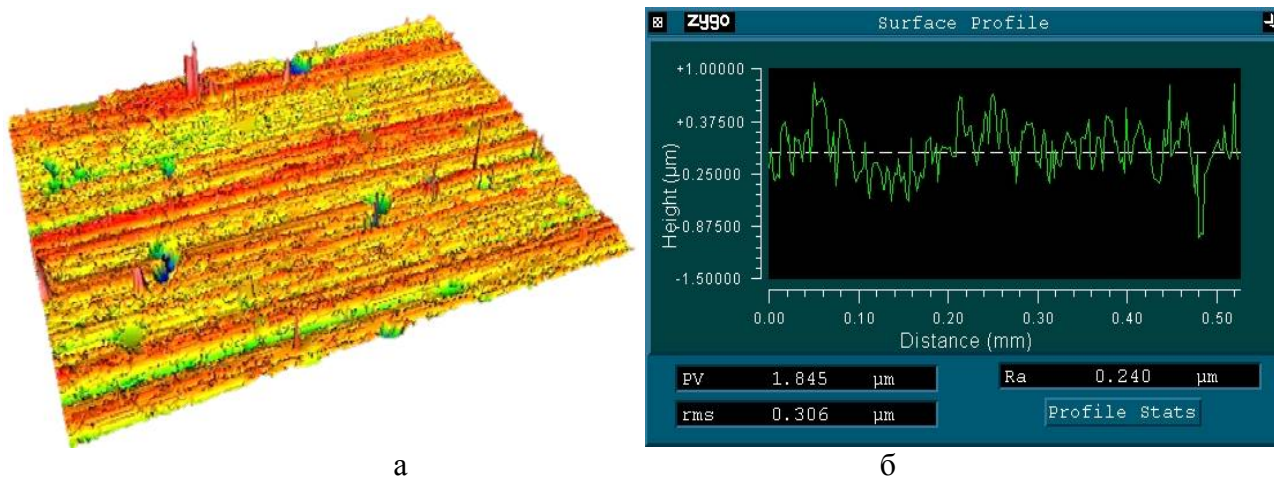 zygo Surface Profile
+1.00000
+0.37500
-0.25000
-0.87500
-1.50000
Height (µm)
0.00 0.10 0.20 0.30 0.40 0.50
Distance (mm)
PV 1.845 µm
Ra 0.240 µm
rms 0.306 µm
Profile Stats
а
б